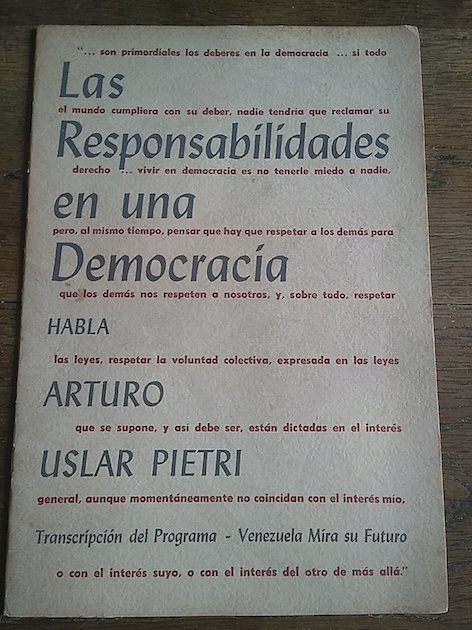 "... son primordiales los deberes en la democracia ... si todo
Las
el mundo cumpliera con su deber, nadie tendría que reclamar su
Responsabilidades
derecho ... vivir en democracia es no tenerle miedo a nadie,
en una
pero, al mismo tiempo, pensar que hay que respetar a los demás para
Democracia
que los demás nos respeten a nosotros, y, sobre todo, respetar
HABLA
las leyes, respetar la voluntad colectiva, expresada en las leyes
ARTURO
que se supone, y así debe ser, están dictadas en el interés
USLAR PIETRI
general, aunque momentáneamente no coincidan con el interés mío,
Transcripción del Programa - Venezuela Mira su Futuro
o con el interés suyo, o con el interés del otro de más allá."